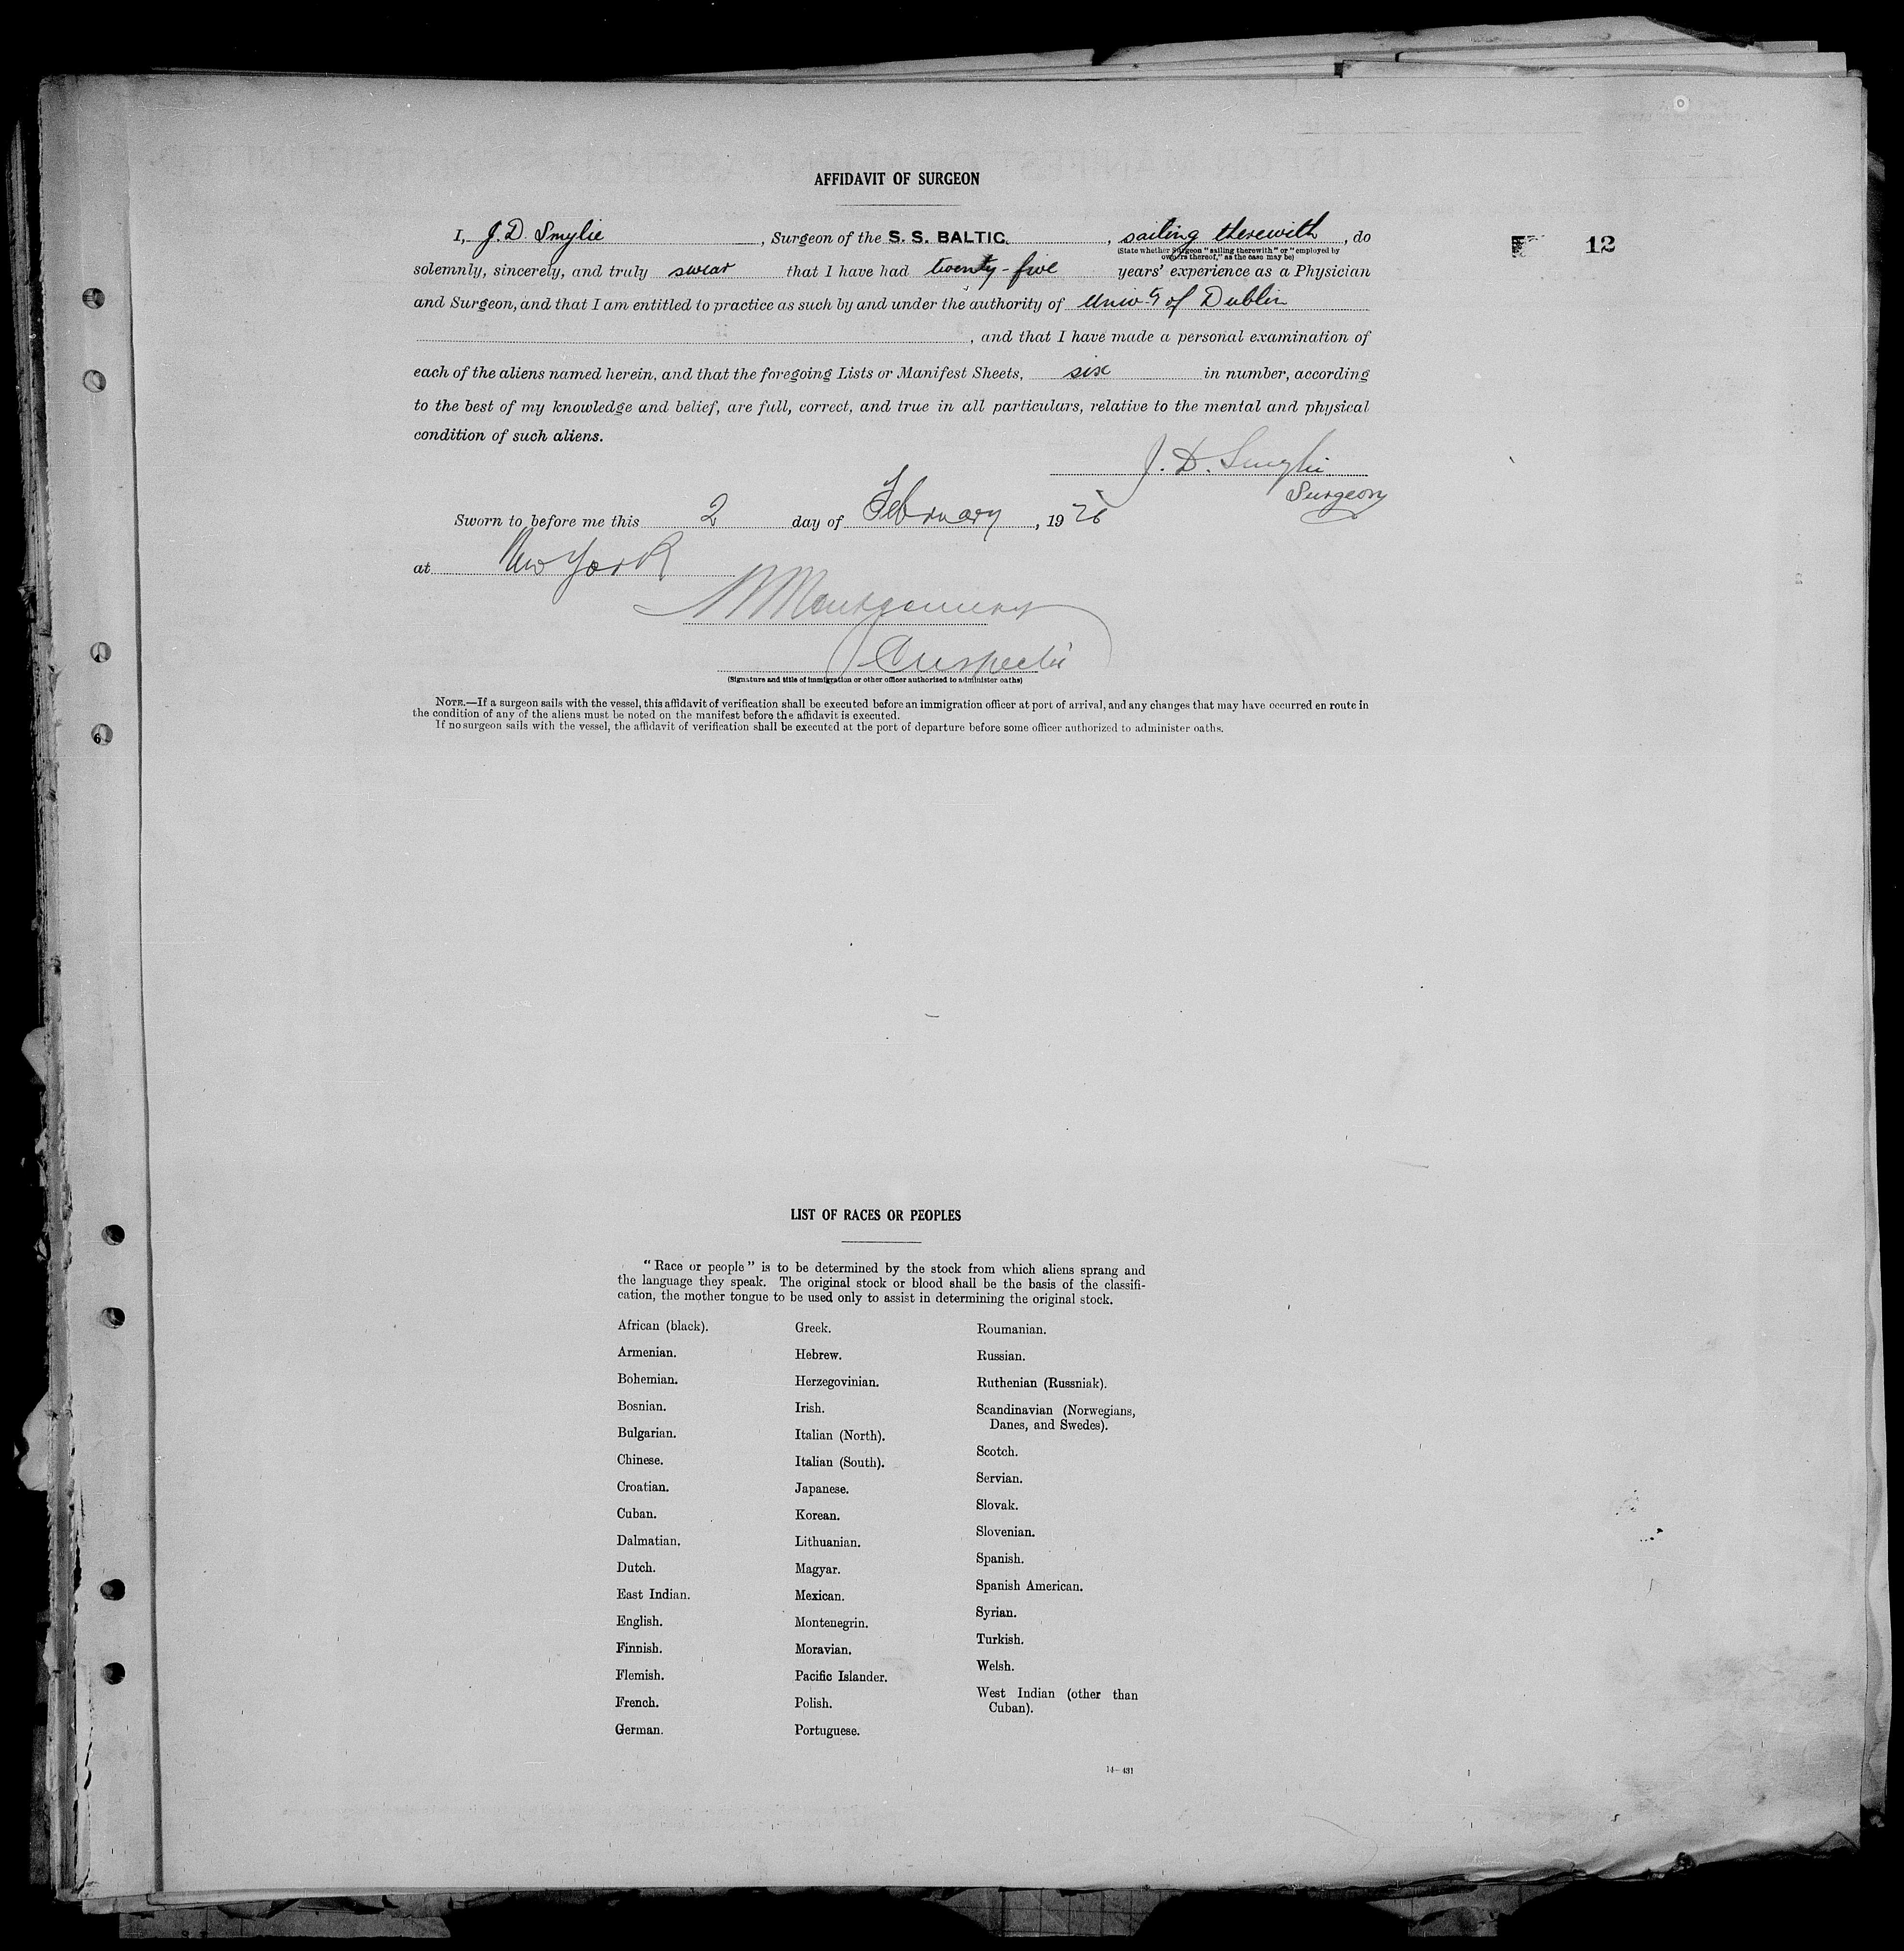 AFFIDAVIT OF SURGEON
I, J. D. Smylie, Surgeon of the S. S. BALTIC, sailing therewith, do
(State whether Surgeon "sailing therewith" or "employed by
owners thereof," as the case may be)
12
solemnly, sincerely, and truly swear that I have had twenty-five years' experience as a Physician
and Surgeon, and that I am entitled to practice as such by and under the authority of Univ.ty of Dublin
, and that I have made a personal examination of
each of the aliens named herein, and that the foregoing Lists or Manifest Sheets, six in number, according
to the best of my knowledge and belief, are full, correct, and true in all particulars, relative to the mental and physical
condition of such aliens.
J. D. Smylie
Surgeon
Sworn to before me this 2 day of February, 1926
at New York
Montgomery
Inspector
(Signature and title of immigration or other officer authorized to administer oaths)
NOTE.—If a surgeon sails with the vessel, this affidavit of verification shall be executed before an immigration officer at port of arrival, and any changes that may have occurred en route in
the condition of any of the aliens must be noted on the manifest before the affidavit is executed.
If no surgeon sails with the vessel, the affidavit of verification shall be executed at the port of departure before some officer authorized to administer oaths.
LIST OF RACES OR PEOPLES
"Race or people" is to be determined by the stock from which aliens sprang and
the language they speak. The original stock or blood shall be the basis of the classifi-
cation, the mother tongue to be used only to assist in determining the original stock.
African (black).
Armenian.
Bohemian.
Bosnian.
Bulgarian.
Chinese.
Croatian.
Cuban.
Dalmatian.
Dutch.
East Indian.
English.
Finnish.
Flemish.
French.
German.
Greek.
Hebrew.
Herzegovinian.
Irish.
Italian (North).
Italian (South).
Japanese.
Korean.
Lithuanian.
Magyar.
Mexican.
Montenegrin.
Moravian.
Pacific Islander.
Polish.
Portuguese.
Roumanian.
Russian.
Ruthenian (Russniak).
Scandinavian (Norwegians,
Danes, and Swedes).
Scotch.
Servian.
Slovak.
Slovenian.
Spanish.
Spanish American.
Syrian.
Turkish.
Welsh.
West Indian (other than
Cuban).
14—431